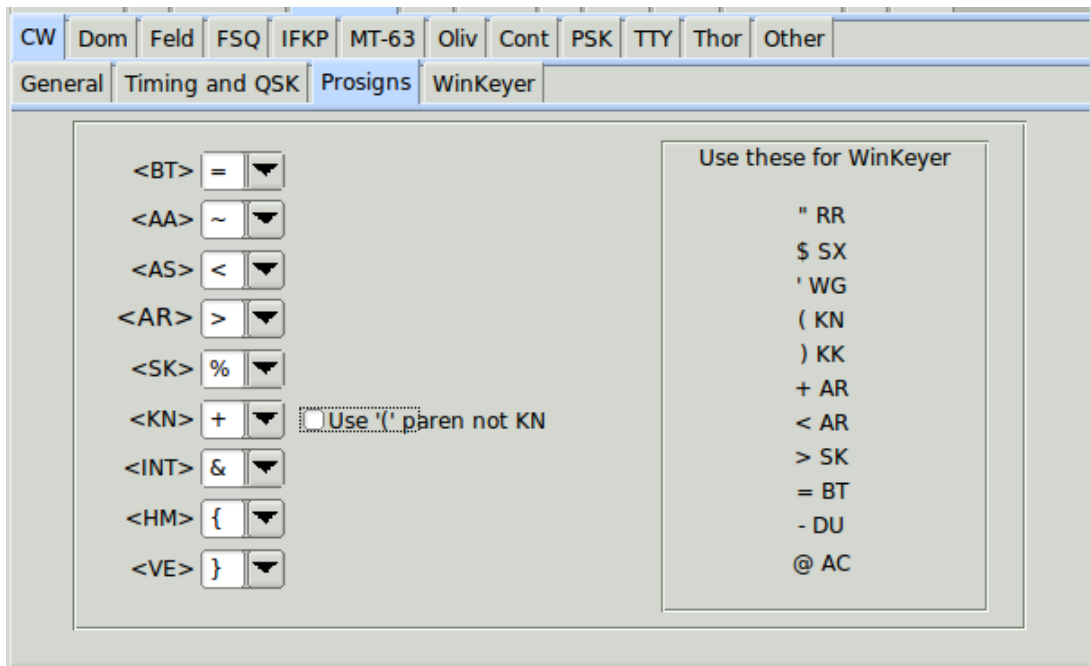 CW Dom Feld FSQ IFKP MT-63 Oliv Cont PSK TTY Thor Other
General Timing and QSK Prosigns WinKeyer
<BT> =
<AA> ~
<AS> <
<AR> >
<SK> %
<KN> + Use '(' paren not KN
<INT> &
<HM> {
<VE> }
Use these for WinKeyer
" RR
$ SX
' WG
( KN
) KK
+ AR
< AR
> SK
= BT
- DU
@ AC